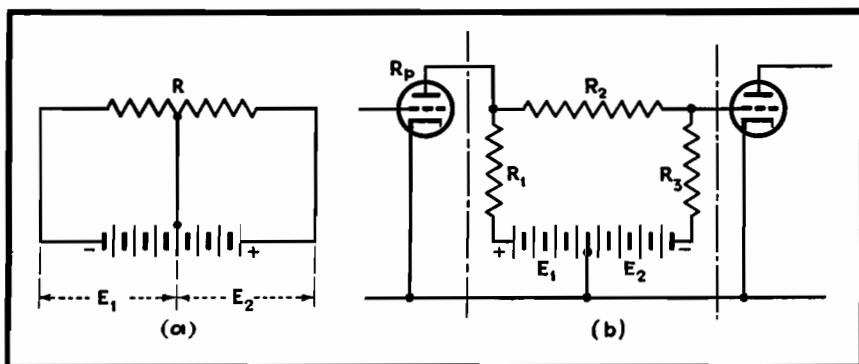 R
- +
E₁ E₂
(a)
Rₚ
R₂
R₁ R₃
+ -
E₁ E₂
(b)